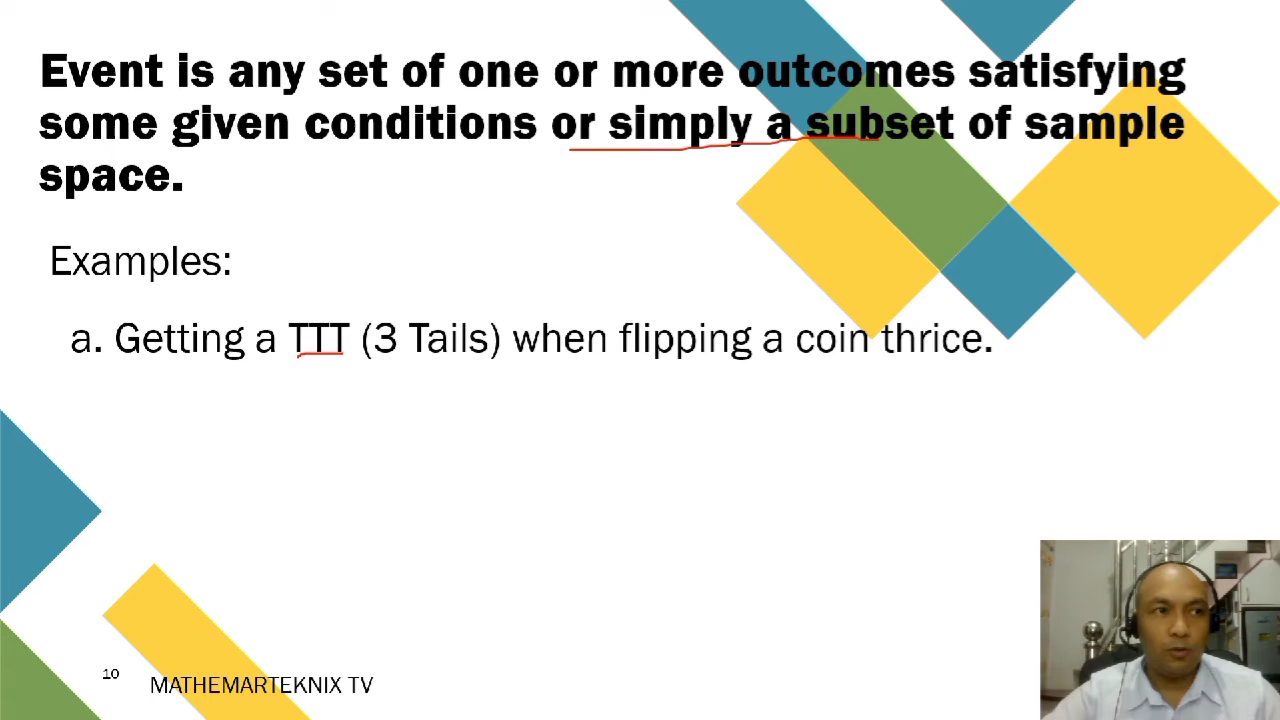 Event is any set of one or more outcomes satisfying
some given conditions or simply a subset of sample
space.
Examples:
a. Getting a TTT (3 Tails) when flipping a coin thrice.
10
MATHEMARTEKNIX TV